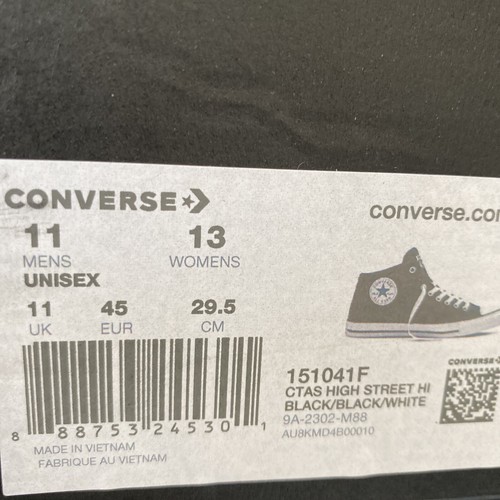 CONVERSE
converse.com
11 13
MENS WOMENS
UNISEX
11 45 29.5
UK EUR CM
8 88753 24530 1
MADE IN VIETNAM
FABRIQUE AU VIETNAM
151041F
CTAS HIGH STREET HI
BLACK/BLACK/WHITE
9A-2302-M88
AU8KMD4B00010
CONVERSE